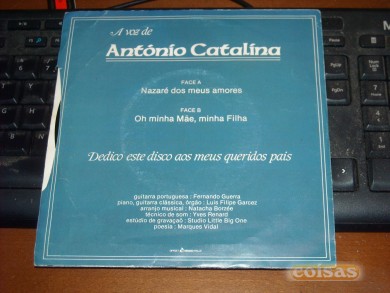 A voz de
António Catalina
FACE A
Nazaré dos meus amores
FACE B
Oh minha Mãe, minha Filha
Dedico este disco aos meus queridos pais
guitarra portuguesa : Fernando Guerra
piano, guitarra clássica, órgão : Luis Filipe Garcez
arranjo musical : Natacha Borzée
técnico de som : Yves Renard
estúdio de gravação : Studio Little Big One
poesia : Marques Vidal
coisas